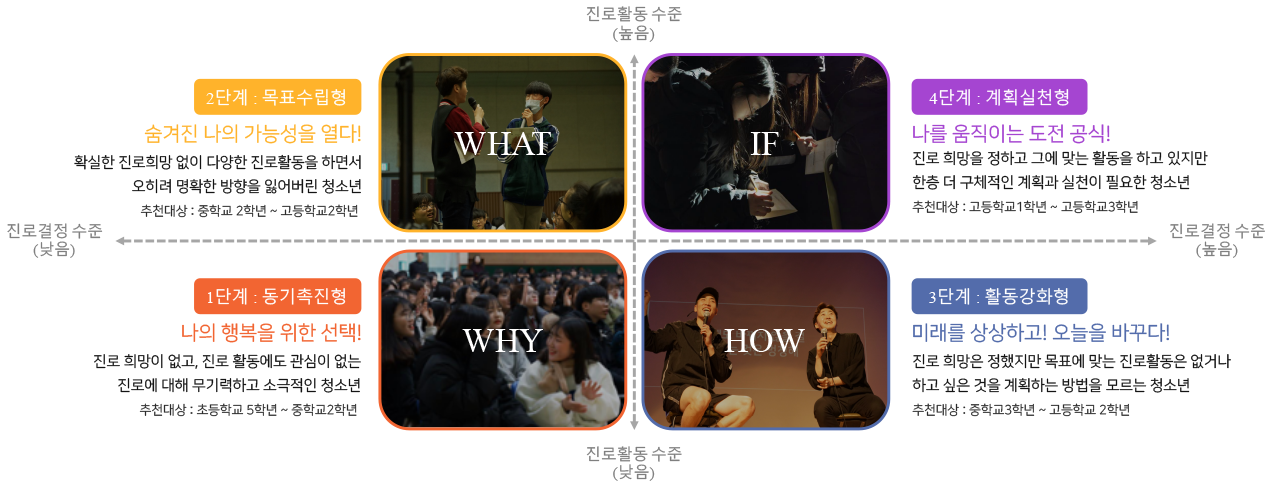 진로활동 수준
(높음)
2단계 : 목표수립형
숨겨진 나의 가능성을 열다!
확실한 진로희망 없이 다양한 진로활동을 하면서
오히려 명확한 방향을 잃어버린 청소년
추천대상 : 중학교 2학년 ~ 고등학교2학년
WHAT
IF
4단계 : 계획실천형
나를 움직이는 도전 공식!
진로 희망을 정하고 그에 맞는 활동을 하고 있지만
한층 더 구체적인 계획과 실천이 필요한 청소년
추천대상 : 고등학교1학년 ~ 고등학교3학년
진로결정 수준
(낮음)
진로결정 수준
(높음)
1단계 : 동기촉진형
나의 행복을 위한 선택!
진로 희망이 없고, 진로 활동에도 관심이 없는
진로에 대해 무기력하고 소극적인 청소년
추천대상 : 초등학교 5학년 ~ 중학교2학년
WHY
HOW
3단계 : 활동강화형
미래를 상상하고! 오늘을 바꾸다!
진로 희망은 정했지만 목표에 맞는 진로활동은 없거나
하고 싶은 것을 계획하는 방법을 모르는 청소년
추천대상 : 중학교3학년 ~ 고등학교 2학년
진로활동 수준
(낮음)